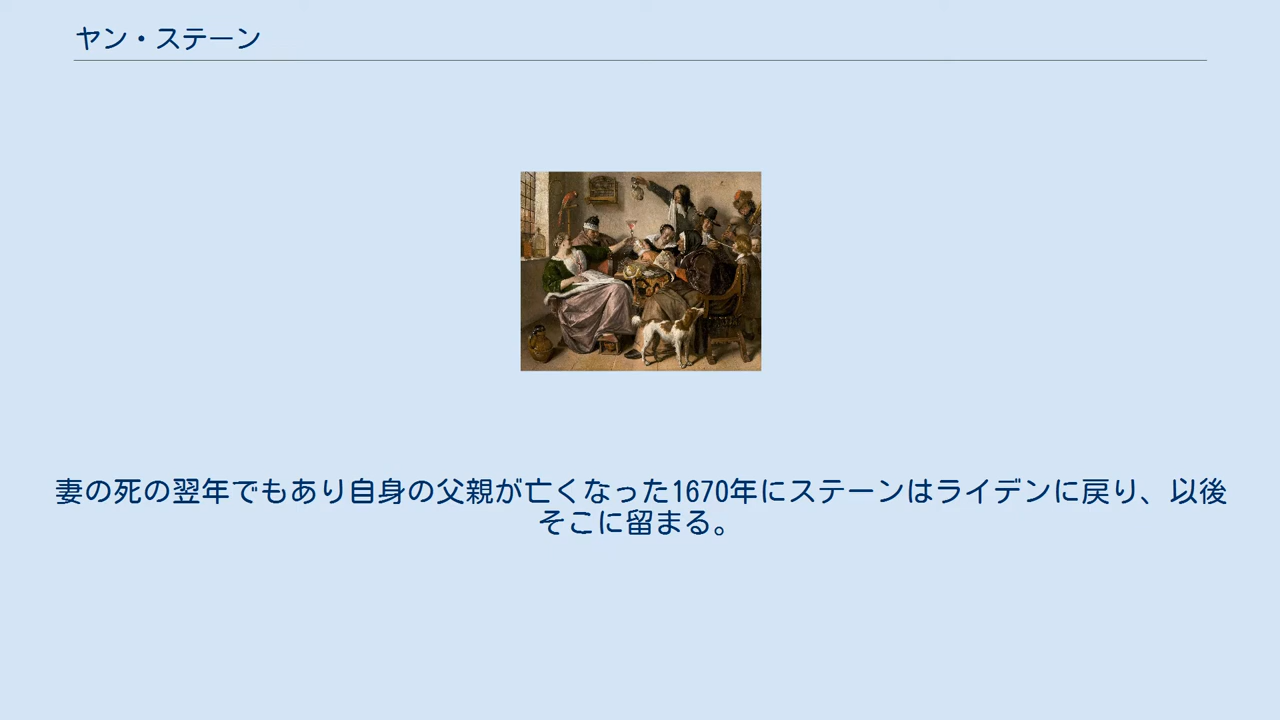 ヤン・ステーン
妻の死の翌年でもあり自身の父親が亡くなった1670年にステーンはライデンに戻り、以後
そこに留まる。